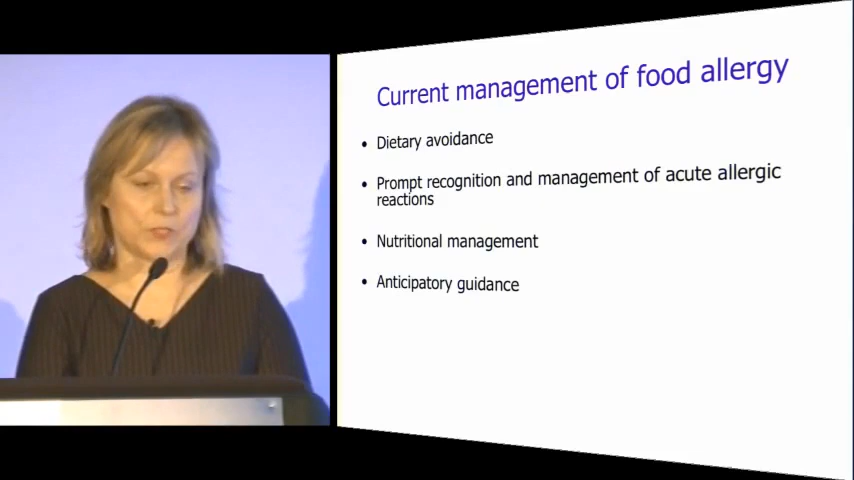 Current management of food allergy
• Dietary avoidance
• Prompt recognition and management of acute allergic
reactions
• Nutritional management
• Anticipatory guidance